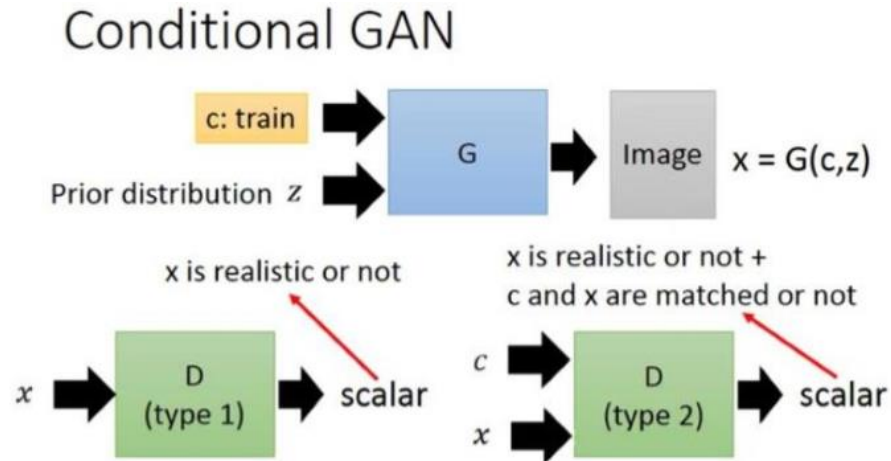 Conditional GAN
c: train
G
Image
x = G(c,z)
Prior distribution z
x is realistic or not
x is realistic or not +
c and x are matched or not
x
D
(type 1)
scalar
c
x
D
(type 2)
scalar